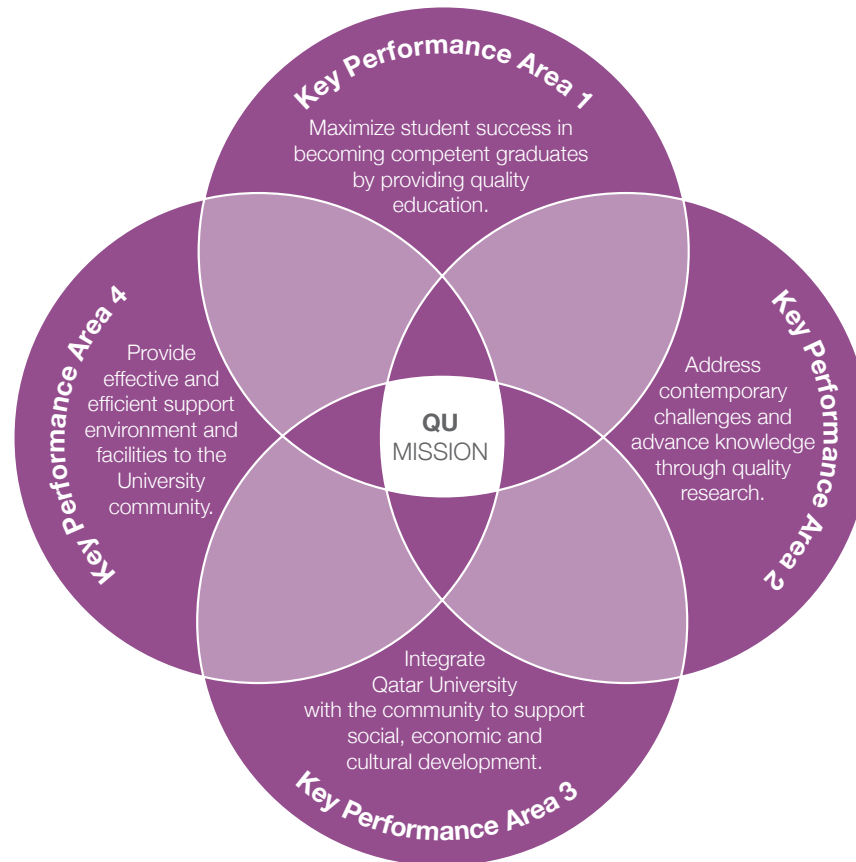 Key Performance Area 1
Maximize student success in
becoming competent graduates
by providing quality
education.
Key Performance Area 2
Address
contemporary
challenges and
advance knowledge
through quality
research.
Key Performance Area 4
Provide
effective and
efficient support
environment and
facilities to the
University
community.
QU
MISSION
Integrate
Qatar University
with the community to support
social, economic and
cultural development.
Key Performance Area 3